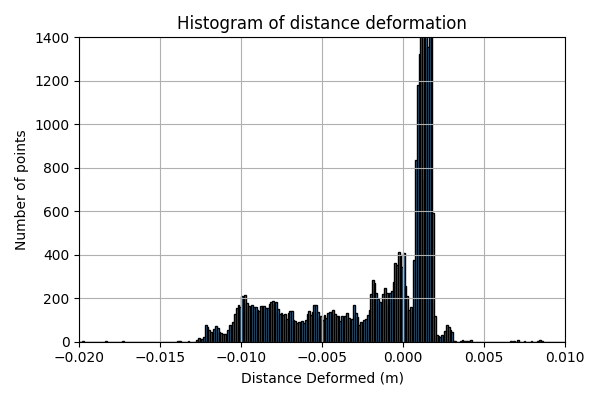 Histogram of distance deformation
1400
1200
1000
800
600
400
200
0
Number of points
−0.020 −0.015 −0.010 −0.005 0.000 0.005 0.010
Distance Deformed (m)